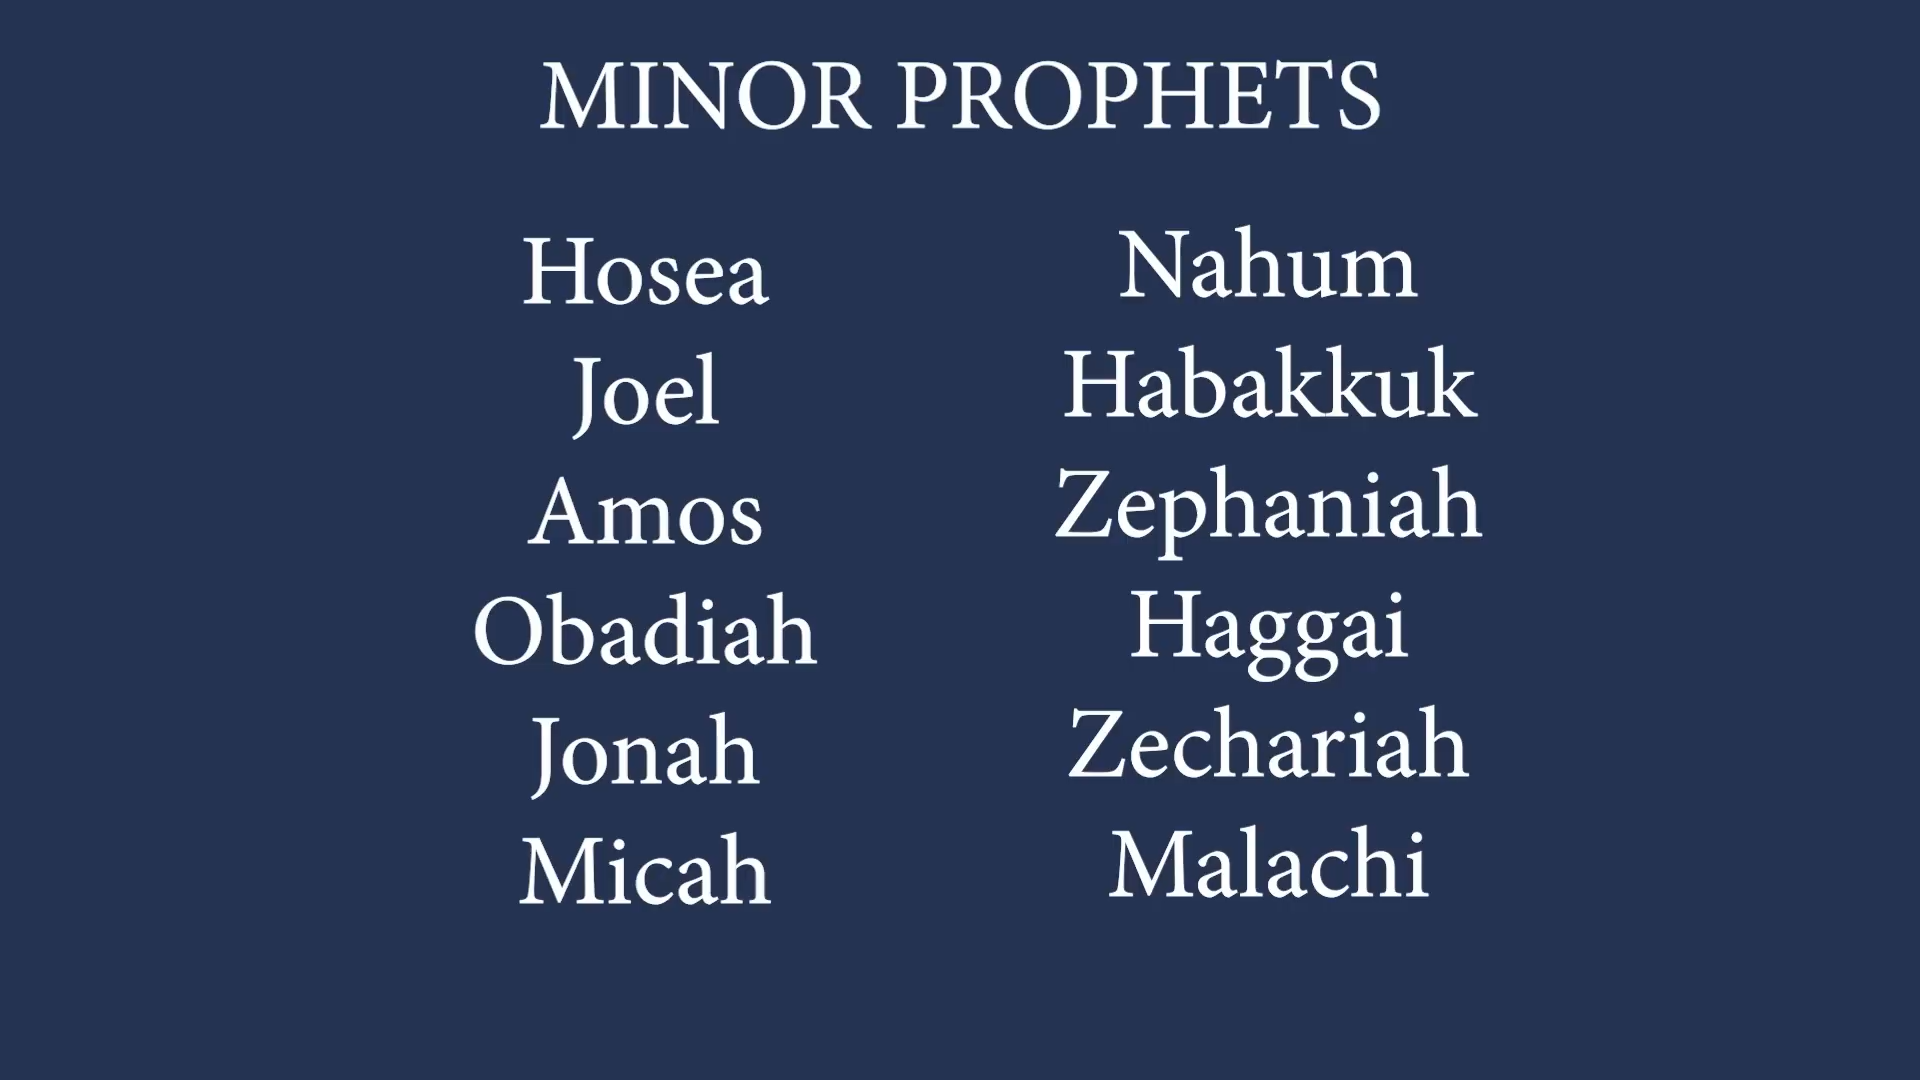 MINOR PROPHETS
Hosea
Joel
Amos
Obadiah
Jonah
Micah
Nahum
Habakkuk
Zephaniah
Haggai
Zechariah
Malachi